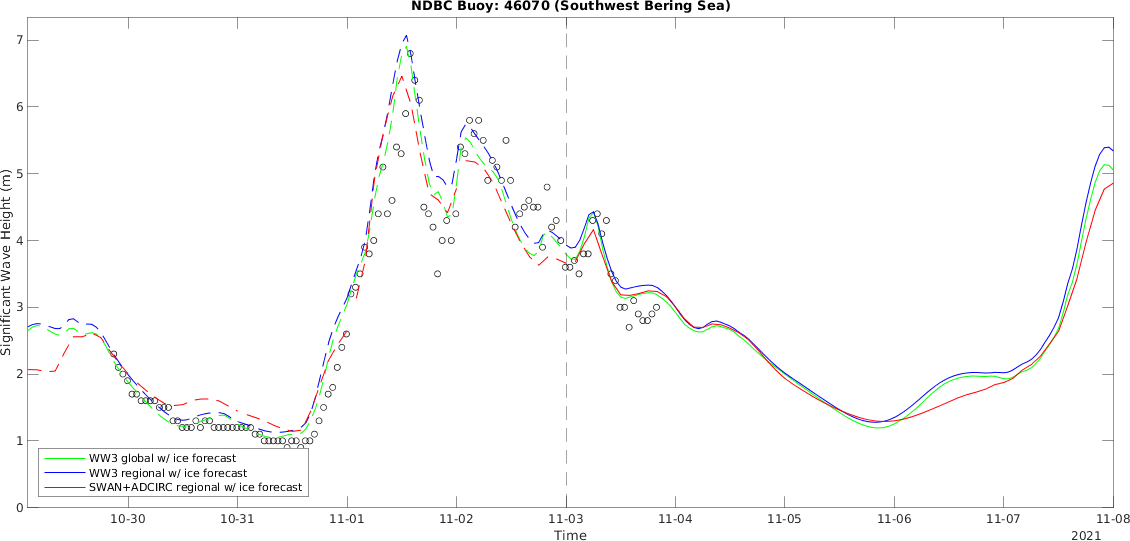 NDBC Buoy: 46070 (Southwest Bering Sea)
7
6
5
4
3
2
1
0
Significant Wave Height (m)
WW3 global w/ ice forecast
WW3 regional w/ ice forecast
SWAN+ADCIRC regional w/ ice forecast
10-30 10-31 11-01 11-02 11-03 11-04 11-05 11-06 11-07 11-08
Time
2021